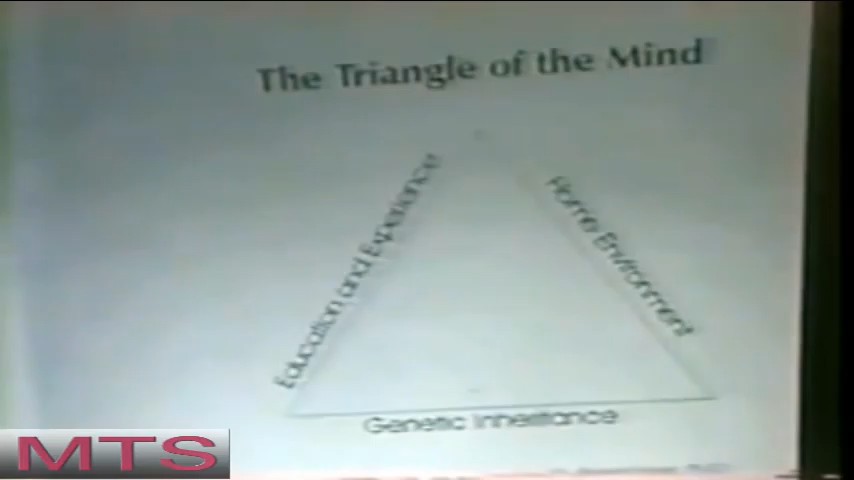 The Triangle of the Mind
Education and Experience
Home Environment
Genetic Inheritance
MTS